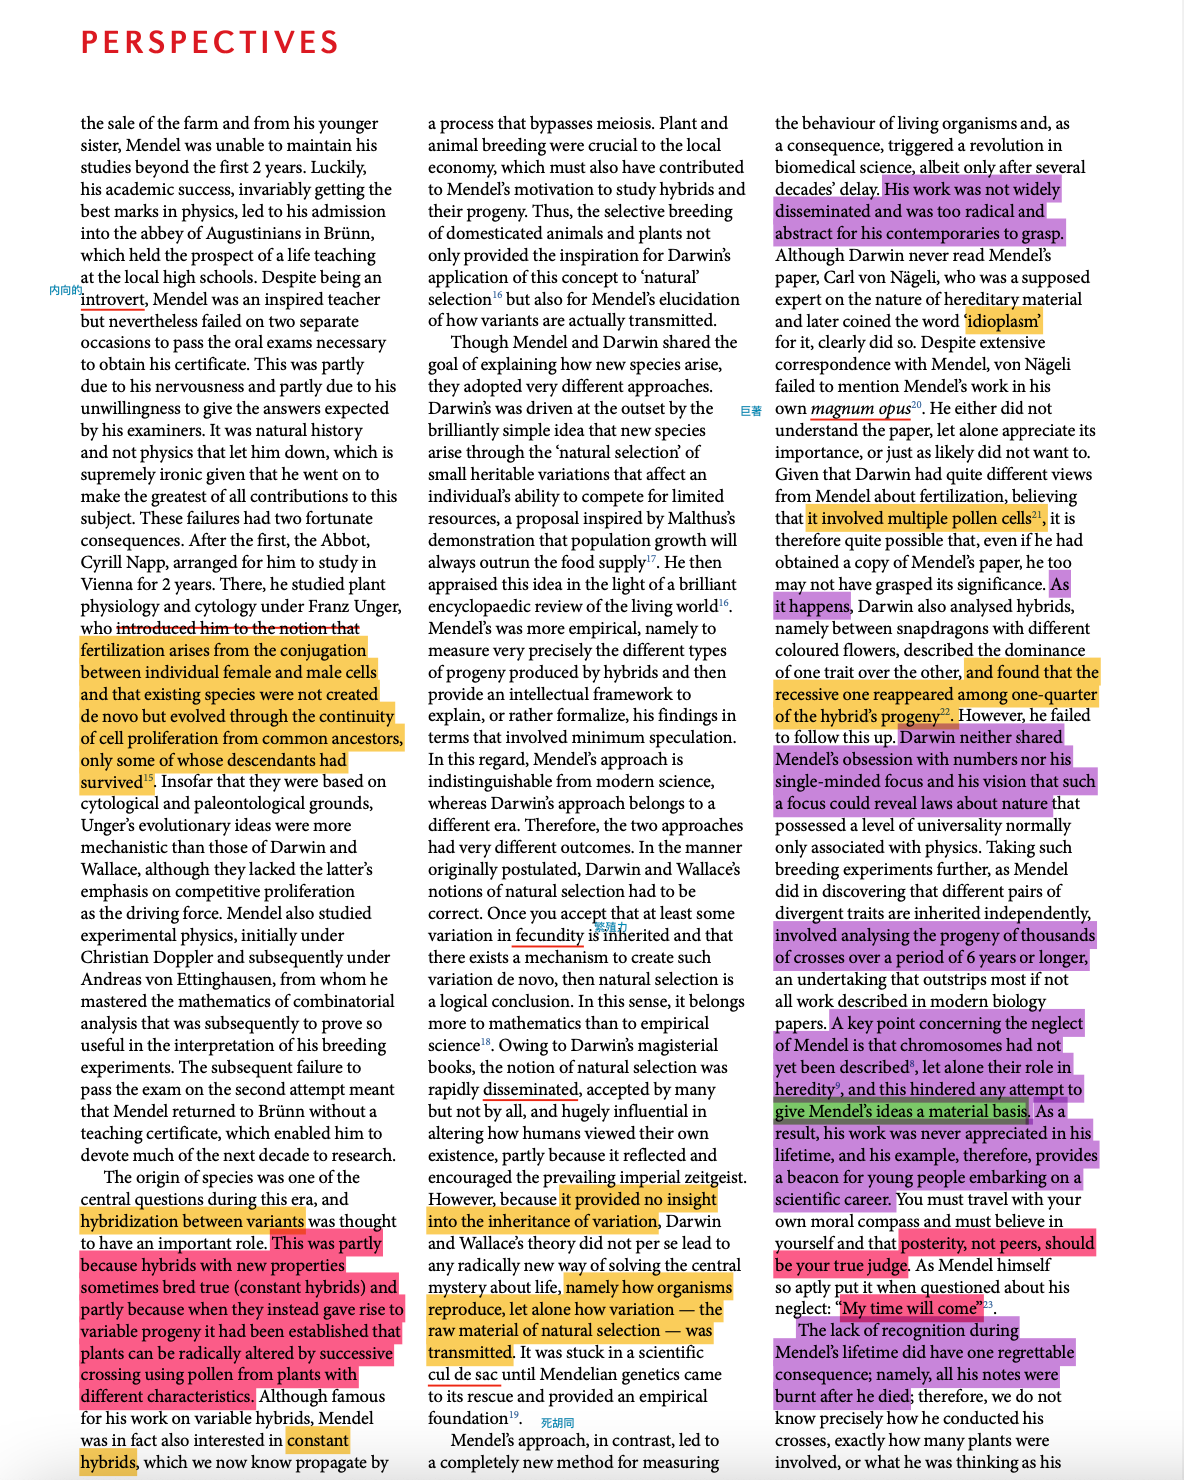 PERSPECTIVES
the sale of the farm and from his younger
sister, Mendel was unable to maintain his
studies beyond the first 2 years. Luckily,
his academic success, invariably getting the
best marks in physics, led to his admission
into the abbey of Augustinians in Brünn,
which held the prospect of a life teaching
at the local high schools. Despite being an
内向的
introvert, Mendel was an inspired teacher
but nevertheless failed on two separate
occasions to pass the oral exams necessary
to obtain his certificate. This was partly
due to his nervousness and partly due to his
unwillingness to give the answers expected
by his examiners. It was natural history
and not physics that let him down, which is
supremely ironic given that he went on to
make the greatest of all contributions to this
subject. These failures had two fortunate
consequences. After the first, the Abbot,
Cyrill Napp, arranged for him to study in
Vienna for 2 years. There, he studied plant
physiology and cytology under Franz Unger,
who introduced him to the notion that
fertilization arises from the conjugation
between individual female and male cells
and that existing species were not created
de novo but evolved through the continuity
of cell proliferation from common ancestors,
only some of whose descendants had
survived15. Insofar that they were based on
cytological and paleontological grounds,
Unger's evolutionary ideas were more
mechanistic than those of Darwin and
Wallace, although they lacked the latter's
emphasis on competitive proliferation
as the driving force. Mendel also studied
experimental physics, initially under
Christian Doppler and subsequently under
Andreas von Ettinghausen, from whom he
mastered the mathematics of combinatorial
analysis that was subsequently to prove so
useful in the interpretation of his breeding
experiments. The subsequent failure to
pass the exam on the second attempt meant
that Mendel returned to Brünn without a
teaching certificate, which enabled him to
devote much of the next decade to research.
The origin of species was one of the
central questions during this era, and
hybridization between variants was thought
to have an important role. This was partly
because hybrids with new properties
sometimes bred true (constant hybrids) and
partly because when they instead gave rise to
variable progeny it had been established that
plants can be radically altered by successive
crossing using pollen from plants with
different characteristics. Although famous
for his work on variable hybrids, Mendel
was in fact also interested in constant
hybrids, which we now know propagate by
a process that bypasses meiosis. Plant and
animal breeding were crucial to the local
economy, which must also have contributed
to Mendel's motivation to study hybrids and
their progeny. Thus, the selective breeding
of domesticated animals and plants not
only provided the inspiration for Darwin's
application of this concept to 'natural'
selection16 but also for Mendel's elucidation
of how variants are actually transmitted.
Though Mendel and Darwin shared the
goal of explaining how new species arise,
they adopted very different approaches.
Darwin's was driven at the outset by the
brilliantly simple idea that new species
arise through the 'natural selection' of
small heritable variations that affect an
individual's ability to compete for limited
resources, a proposal inspired by Malthus's
demonstration that population growth will
always outrun the food supply17. He then
appraised this idea in the light of a brilliant
encyclopaedic review of the living world16.
Mendel's was more empirical, namely to
measure very precisely the different types
of progeny produced by hybrids and then
provide an intellectual framework to
explain, or rather formalize, his findings in
terms that involved minimum speculation.
In this regard, Mendel's approach is
indistinguishable from modern science,
whereas Darwin's approach belongs to a
different era. Therefore, the two approaches
had very different outcomes. In the manner
originally postulated, Darwin and Wallace's
notions of natural selection had to be
correct. Once you accept that at least some
繁殖力
variation in fecundity is inherited and that
there exists a mechanism to create such
variation de novo, then natural selection is
a logical conclusion. In this sense, it belongs
more to mathematics than to empirical
science18. Owing to Darwin's magisterial
books, the notion of natural selection was
rapidly disseminated, accepted by many
but not by all, and hugely influential in
altering how humans viewed their own
existence, partly because it reflected and
encouraged the prevailing imperial zeitgeist.
However, because it provided no insight
into the inheritance of variation, Darwin
and Wallace's theory did not per se lead to
any radically new way of solving the central
mystery about life, namely how organisms
reproduce, let alone how variation — the
raw material of natural selection — was
transmitted. It was stuck in a scientific
cul de sac until Mendelian genetics came
to its rescue and provided an empirical
foundation19.
死胡同
Mendel's approach, in contrast, led to
a completely new method for measuring
the behaviour of living organisms and, as
a consequence, triggered a revolution in
biomedical science, albeit only after several
decades' delay. His work was not widely
disseminated and was too radical and
abstract for his contemporaries to grasp.
Although Darwin never read Mendel's
paper, Carl von Nägeli, who was a supposed
expert on the nature of hereditary material
and later coined the word 'idioplasm'
for it, clearly did so. Despite extensive
correspondence with Mendel, von Nägeli
failed to mention Mendel's work in his
巨著
own magnum opus20. He either did not
understand the paper, let alone appreciate its
importance, or just as likely did not want to.
Given that Darwin had quite different views
from Mendel about fertilization, believing
that it involved multiple pollen cells21, it is
therefore quite possible that, even if he had
obtained a copy of Mendel's paper, he too
may not have grasped its significance. As
it happens, Darwin also analysed hybrids,
namely between snapdragons with different
coloured flowers, described the dominance
of one trait over the other, and found that the
recessive one reappeared among one-quarter
of the hybrid's progeny22. However, he failed
to follow this up. Darwin neither shared
Mendel's obsession with numbers nor his
single-minded focus and his vision that such
a focus could reveal laws about nature that
possessed a level of universality normally
only associated with physics. Taking such
breeding experiments further, as Mendel
did in discovering that different pairs of
divergent traits are inherited independently,
involved analysing the progeny of thousands
of crosses over a period of 6 years or longer,
an undertaking that outstrips most if not
all work described in modern biology
papers. A key point concerning the neglect
of Mendel is that chromosomes had not
yet been described8, let alone their role in
heredity9, and this hindered any attempt to
give Mendel's ideas a material basis. As a
result, his work was never appreciated in his
lifetime, and his example, therefore, provides
a beacon for young people embarking on a
scientific career. You must travel with your
own moral compass and must believe in
yourself and that posterity, not peers, should
be your true judge. As Mendel himself
so aptly put it when questioned about his
neglect: "My time will come"23.
The lack of recognition during
Mendel's lifetime did have one regrettable
consequence; namely, all his notes were
burnt after he died; therefore, we do not
know precisely how he conducted his
crosses, exactly how many plants were
involved, or what he was thinking as his